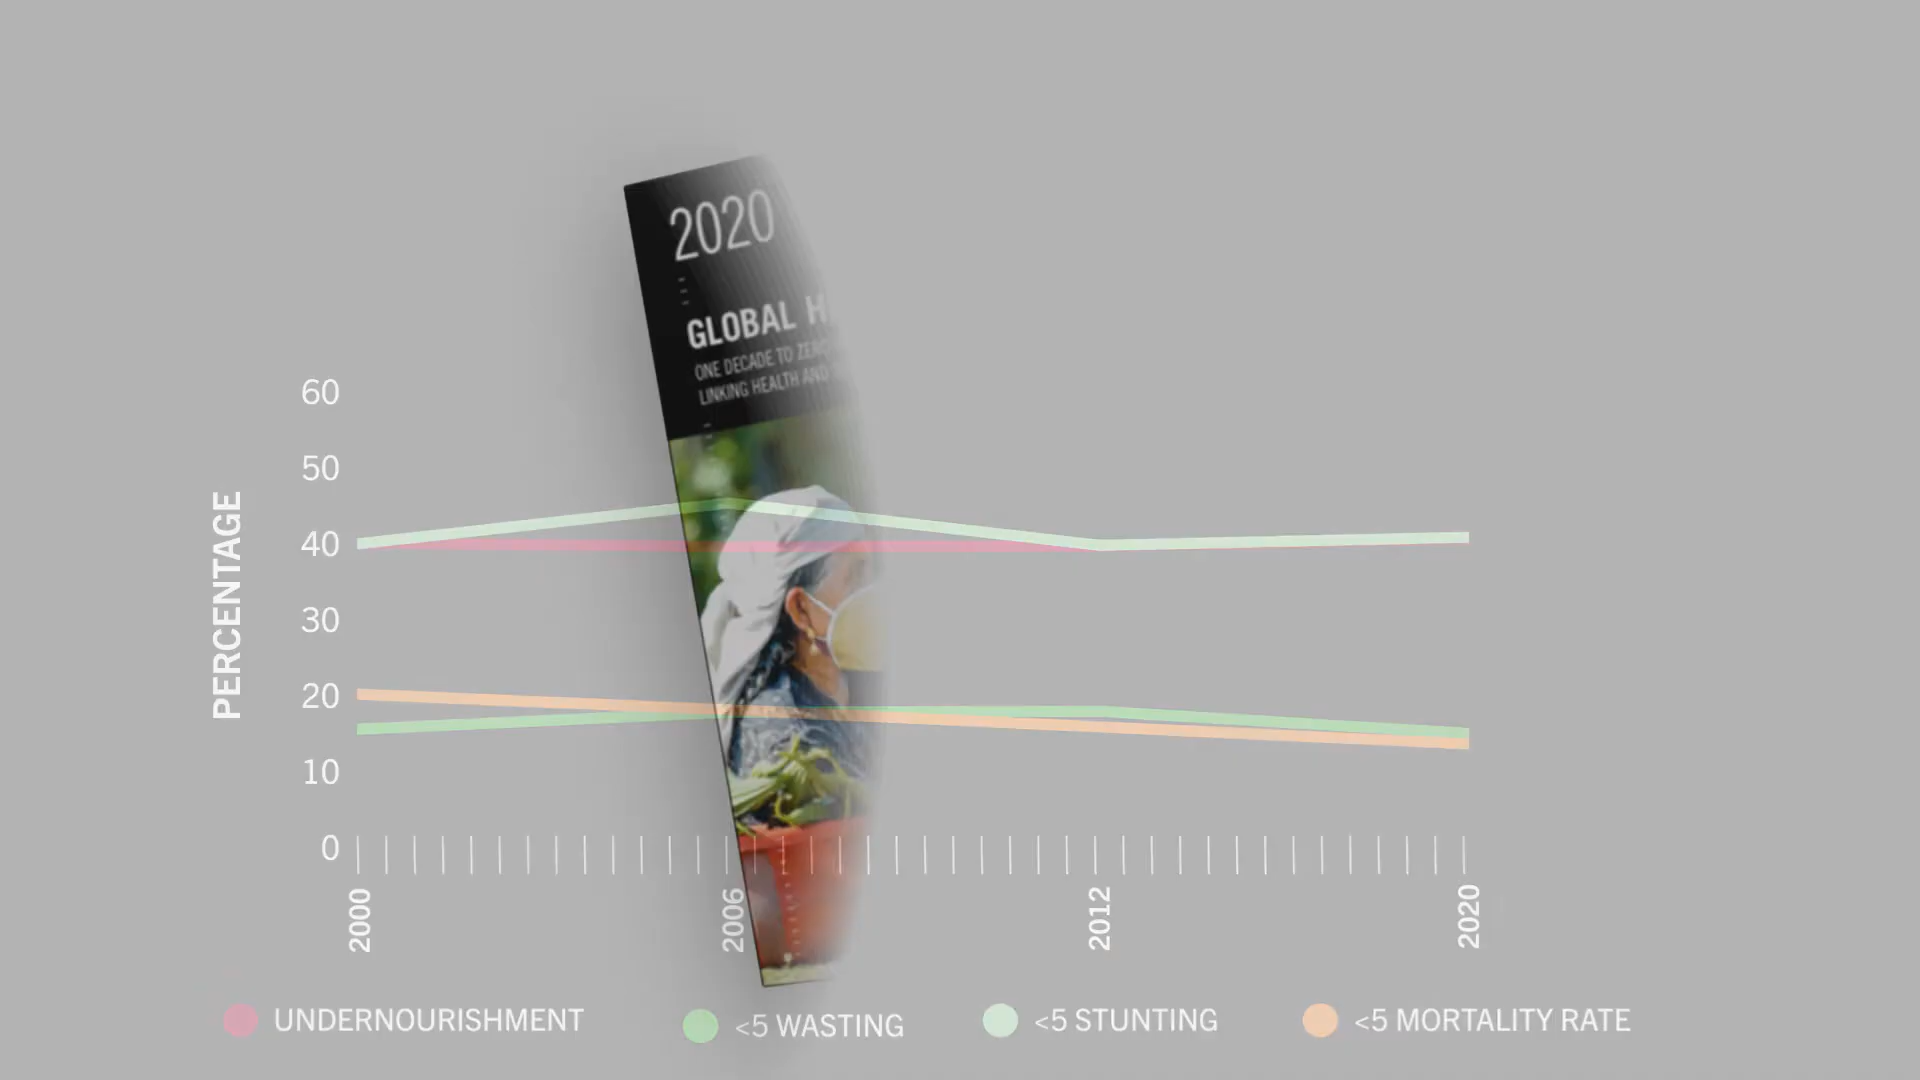 2020
GLOBAL
ONE DECADE TO
LINKING HEALTH AND
60
50
40
30
20
10
0
PERCENTAGE
2000
2006
2012
2020
UNDERNOURISHMENT
<5 WASTING
<5 STUNTING
<5 MORTALITY RATE